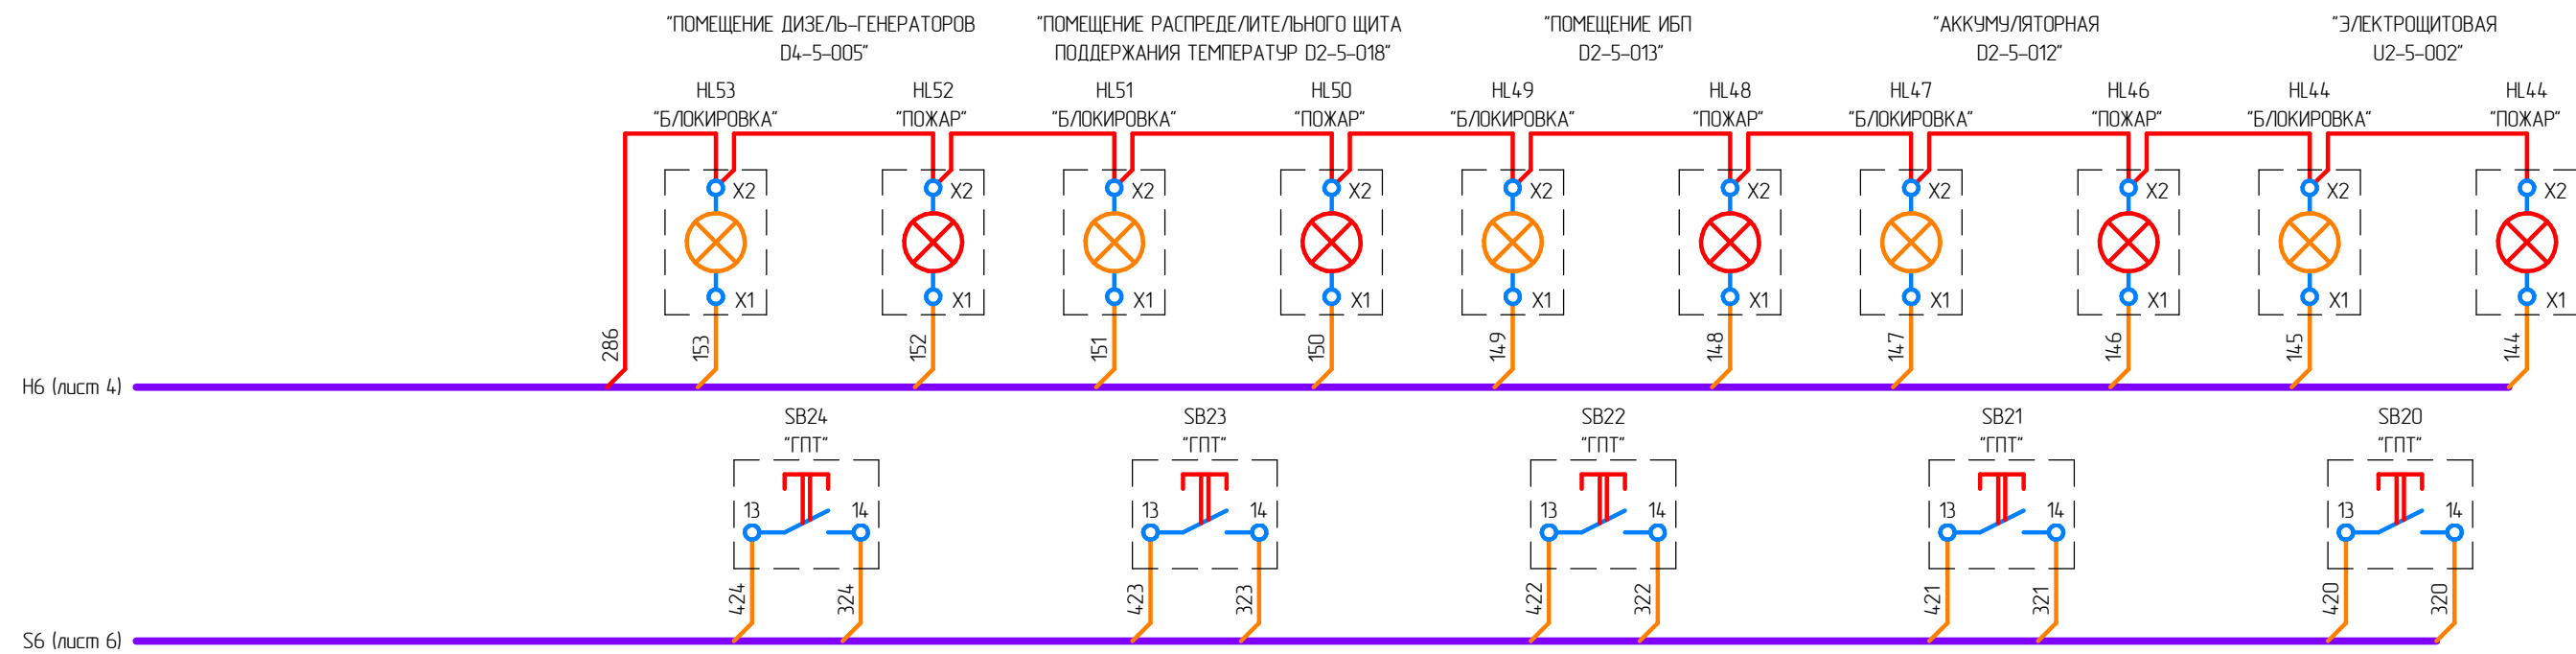 "ПОМЕЩЕНИЕ ДИЗЕЛЬ-ГЕНЕРАТОРОВ
D4-5-005"
"ПОМЕЩЕНИЕ РАСПРЕДЕЛИТЕЛЬНОГО ЩИТА
ПОДДЕРЖАНИЯ ТЕМПЕРАТУР D2-5-018"
"ПОМЕЩЕНИЕ ИБП
D2-5-013"
"АККУМУЛЯТОРНАЯ
D2-5-012"
"ЭЛЕКТРОЩИТОВАЯ
U2-5-002"
HL53
"БЛОКИРОВКА"
HL52
"ПОЖАР"
HL51
"БЛОКИРОВКА"
HL50
"ПОЖАР"
HL49
"БЛОКИРОВКА"
HL48
"ПОЖАР"
HL47
"БЛОКИРОВКА"
HL46
"ПОЖАР"
HL44
"БЛОКИРОВКА"
HL44
"ПОЖАР"
X2
X2
X2
X2
X2
X2
X2
X2
X2
X2
X1
X1
X1
X1
X1
X1
X1
X1
X1
X1
286
153
152
151
150
149
148
147
146
145
144
H6 (лист 4)
SB24
"ГПТ"
SB23
"ГПТ"
SB22
"ГПТ"
SB21
"ГПТ"
SB20
"ГПТ"
13
14
13
14
13
14
13
14
13
14
424
324
423
323
422
322
421
321
420
320
S6 (лист 6)